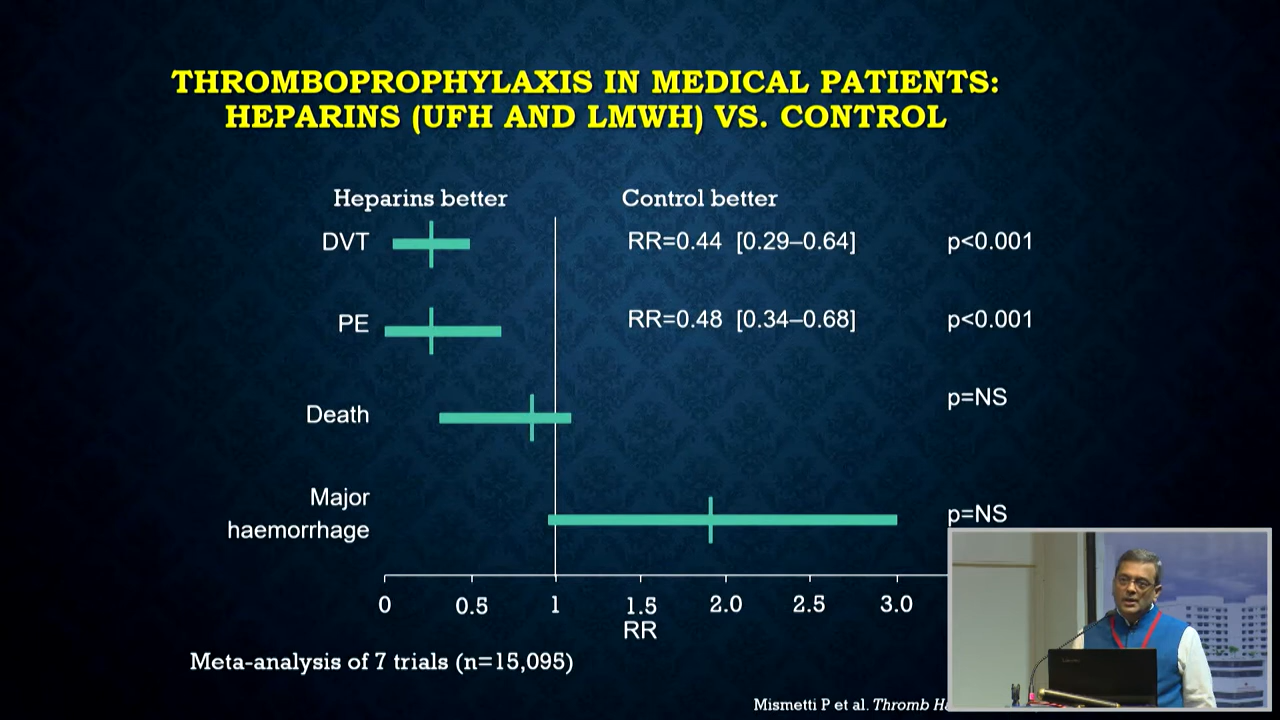 THROMBOPROPHYLAXIS IN MEDICAL PATIENTS:
HEPARINS (UFH AND LMWH) VS. CONTROL
Heparins better
Control better
DVT
RR=0.44 [0.29–0.64]
p<0.001
PE
RR=0.48 [0.34–0.68]
p<0.001
Death
p=NS
Major
haemorrhage
p=NS
0 0.5 1 1.5 2.0 2.5 3.0
RR
Meta-analysis of 7 trials (n=15,095)
Mismetti P et al. Thromb